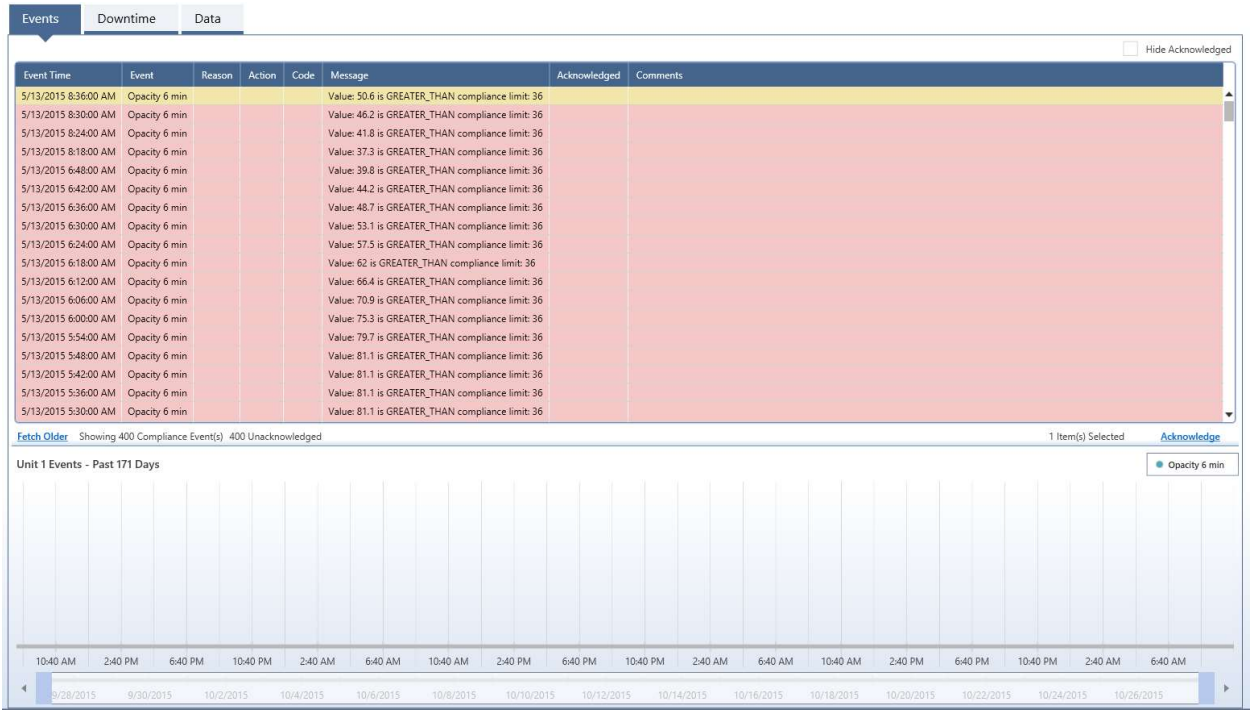 Events Downtime Data
Hide Acknowledged
Event Time Event Reason Action Code Message Acknowledged Comments
5/13/2015 8:36:00 AM Opacity 6 min Value: 50.6 is GREATER_THAN compliance limit: 36
5/13/2015 8:30:00 AM Opacity 6 min Value: 46.2 is GREATER_THAN compliance limit: 36
5/13/2015 8:24:00 AM Opacity 6 min Value: 41.8 is GREATER_THAN compliance limit: 36
5/13/2015 8:18:00 AM Opacity 6 min Value: 37.3 is GREATER_THAN compliance limit: 36
5/13/2015 6:48:00 AM Opacity 6 min Value: 39.8 is GREATER_THAN compliance limit: 36
5/13/2015 6:42:00 AM Opacity 6 min Value: 44.2 is GREATER_THAN compliance limit: 36
5/13/2015 6:36:00 AM Opacity 6 min Value: 48.7 is GREATER_THAN compliance limit: 36
5/13/2015 6:30:00 AM Opacity 6 min Value: 53.1 is GREATER_THAN compliance limit: 36
5/13/2015 6:24:00 AM Opacity 6 min Value: 57.5 is GREATER_THAN compliance limit: 36
5/13/2015 6:18:00 AM Opacity 6 min Value: 62 is GREATER_THAN compliance limit: 36
5/13/2015 6:12:00 AM Opacity 6 min Value: 66.4 is GREATER_THAN compliance limit: 36
5/13/2015 6:06:00 AM Opacity 6 min Value: 70.9 is GREATER_THAN compliance limit: 36
5/13/2015 6:00:00 AM Opacity 6 min Value: 75.3 is GREATER_THAN compliance limit: 36
5/13/2015 5:54:00 AM Opacity 6 min Value: 79.7 is GREATER_THAN compliance limit: 36
5/13/2015 5:48:00 AM Opacity 6 min Value: 81.1 is GREATER_THAN compliance limit: 36
5/13/2015 5:42:00 AM Opacity 6 min Value: 81.1 is GREATER_THAN compliance limit: 36
5/13/2015 5:36:00 AM Opacity 6 min Value: 81.1 is GREATER_THAN compliance limit: 36
5/13/2015 5:30:00 AM Opacity 6 min Value: 81.1 is GREATER_THAN compliance limit: 36
Fetch Older Showing 400 Compliance Event(s) 400 Unacknowledged 1 Item(s) Selected Acknowledge
Unit 1 Events - Past 171 Days Opacity 6 min
10:40 AM 2:40 PM 6:40 PM 10:40 PM 2:40 AM 6:40 AM 10:40 AM 2:40 PM 6:40 PM 10:40 PM 2:40 AM 6:40 AM 10:40 AM 2:40 PM 6:40 PM 10:40 PM 2:40 AM 6:40 AM
9/28/2015 9/30/2015 10/2/2015 10/4/2015 10/6/2015 10/8/2015 10/10/2015 10/12/2015 10/14/2015 10/16/2015 10/18/2015 10/20/2015 10/22/2015 10/24/2015 10/26/2015